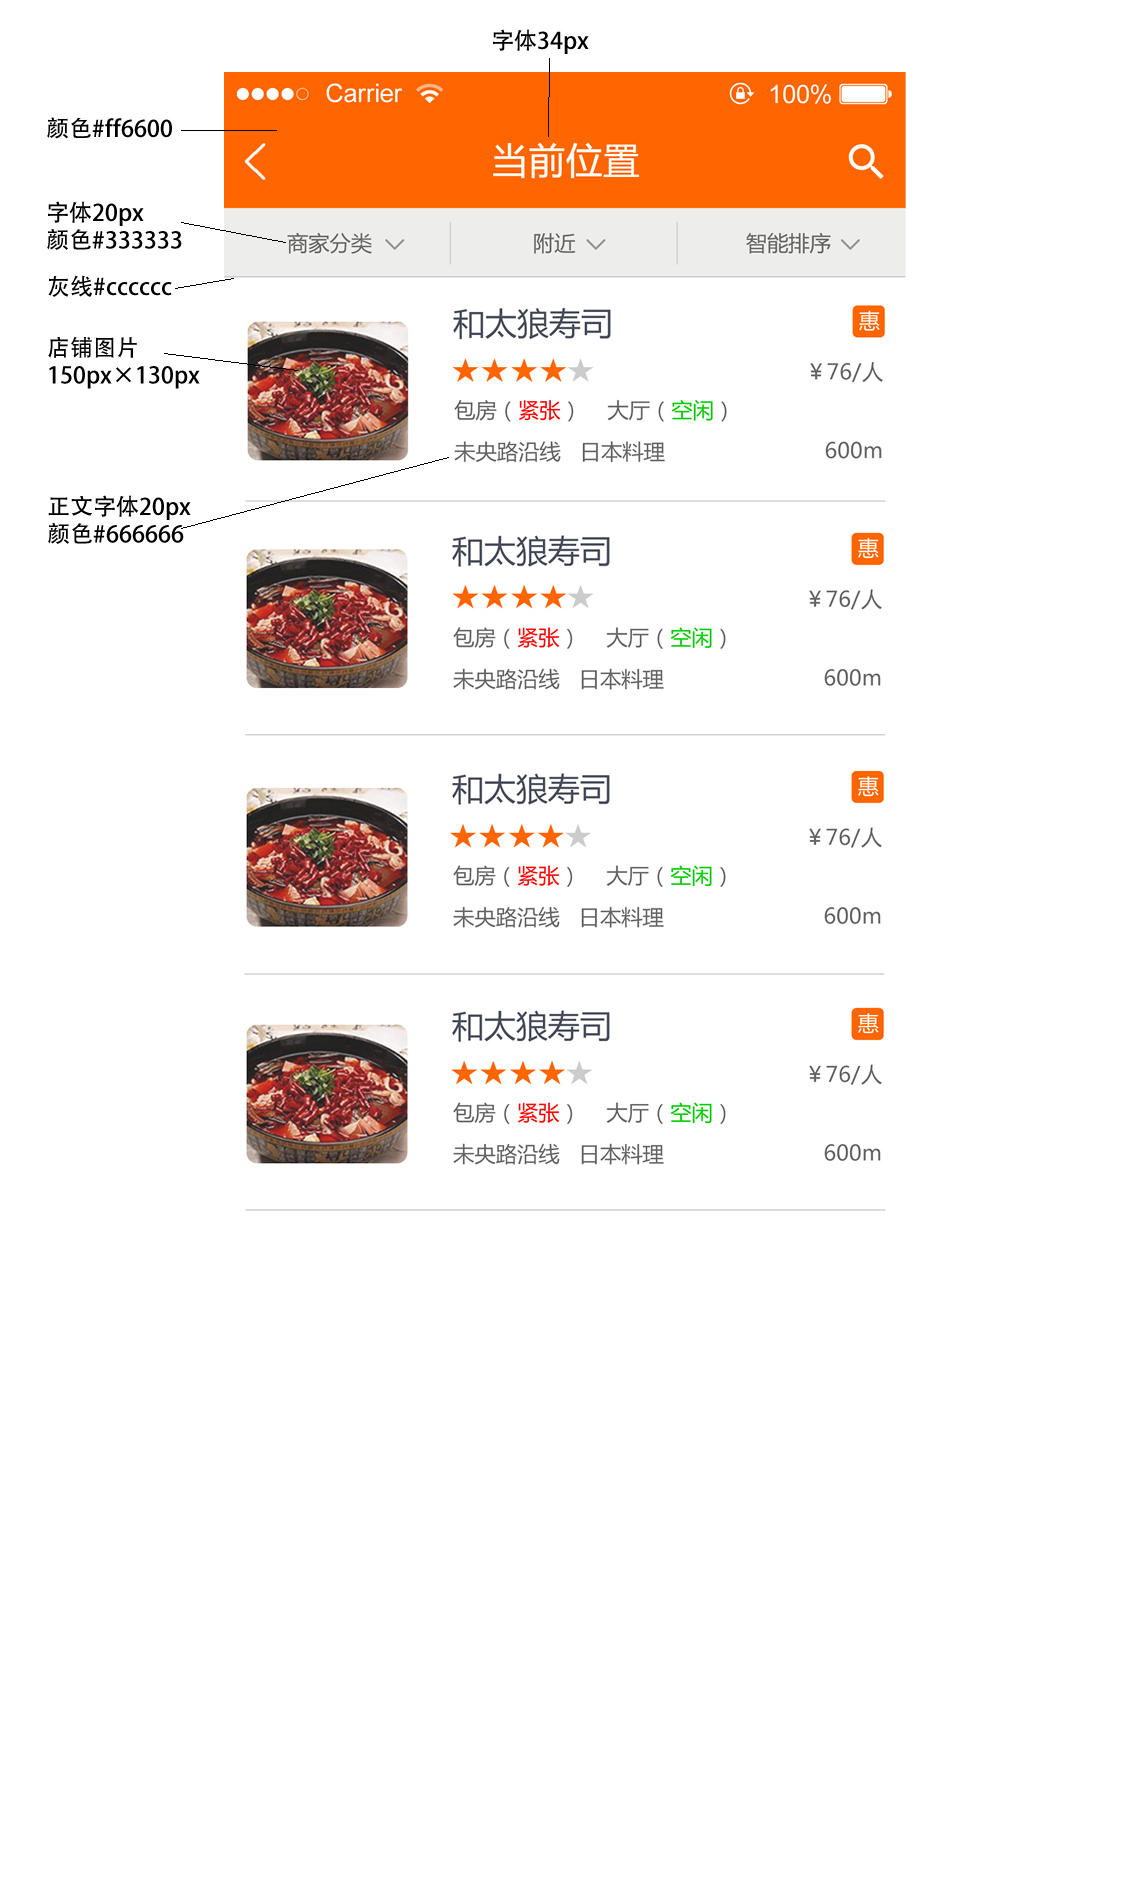 字体34px
Carrier
100%
颜色#ff6600
当前位置
字体20px
颜色#333333
商家分类 附近 智能排序
灰线#cccccc
和太狼寿司 惠
店铺图片
150px×130px
¥76/人
包房（紧张） 大厅（空闲）
未央路沿线 日本料理 600m
正文字体20px
颜色#666666
和太狼寿司 惠
¥76/人
包房（紧张） 大厅（空闲）
未央路沿线 日本料理 600m
和太狼寿司 惠
¥76/人
包房（紧张） 大厅（空闲）
未央路沿线 日本料理 600m
和太狼寿司 惠
¥76/人
包房（紧张） 大厅（空闲）
未央路沿线 日本料理 600m